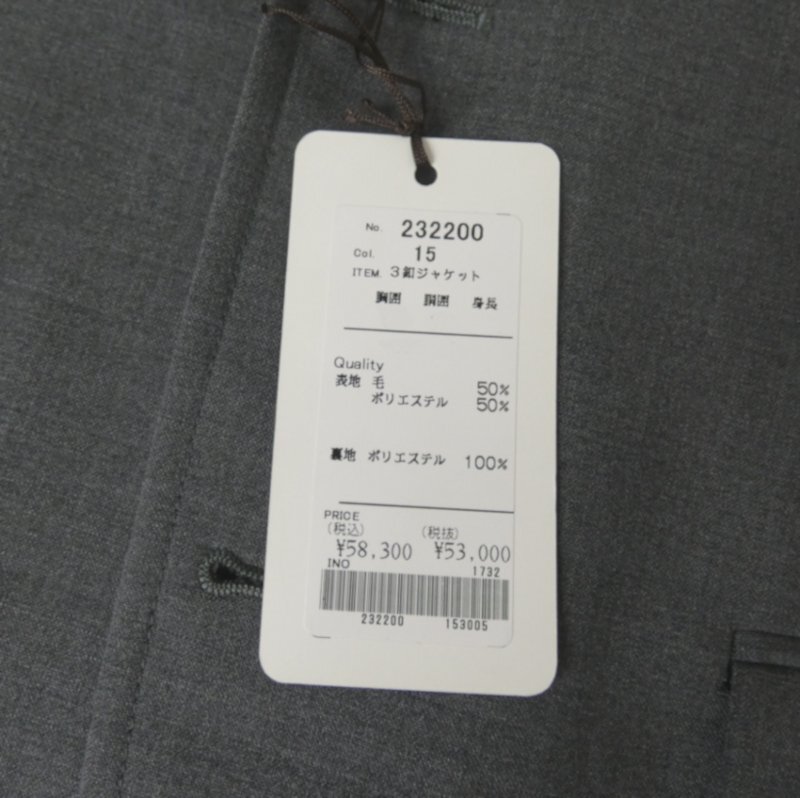 No. 232200
Col. 15
ITEM. 3釦ジャケット
胸囲 胴囲 身長
Quality
表地 毛 50%
ポリエステル 50%
裏地 ポリエステル 100%
PRICE
(税込) (税抜)
¥58,300 ¥53,000
INO 1732
232200 153005